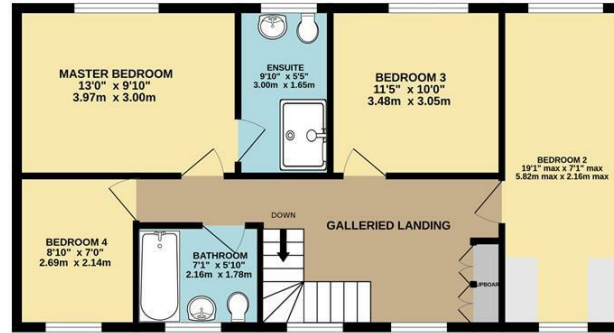 MASTER BEDROOM
13'0" x 9'10"
3.97m x 3.00m
ENSUITE
9'10" x 5'5"
3.00m x 1.65m
BEDROOM 3
11'5" x 10'0"
3.48m x 3.05m
BEDROOM 2
19'1" max x 7'1" max
5.82m max x 2.16m max
BEDROOM 4
8'10" x 7'0"
2.69m x 2.14m
BATHROOM
7'1" x 5'10"
2.16m x 1.78m
DOWN
GALLERIED LANDING
UPBOAR